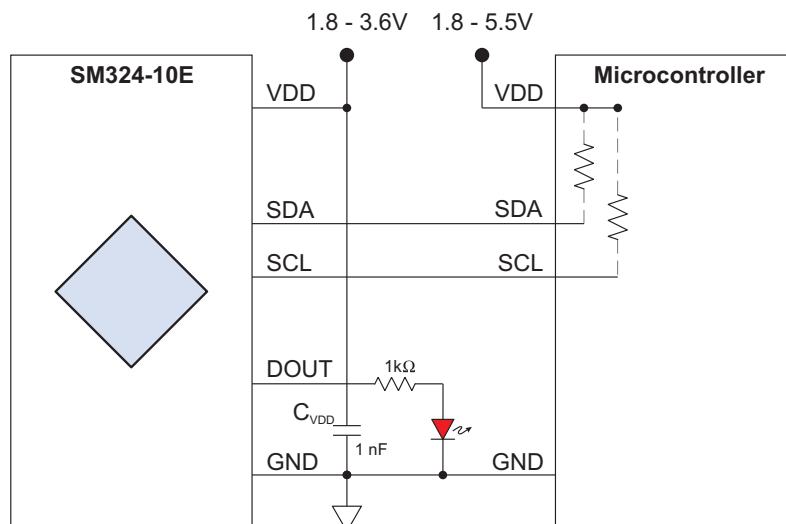 1.8 - 3.6V
1.8 - 5.5V
SM324-10E
Microcontroller
VDD
VDD
SDA
SDA
SCL
SCL
DOUT
1kΩ
CVDD
1 nF
GND
GND